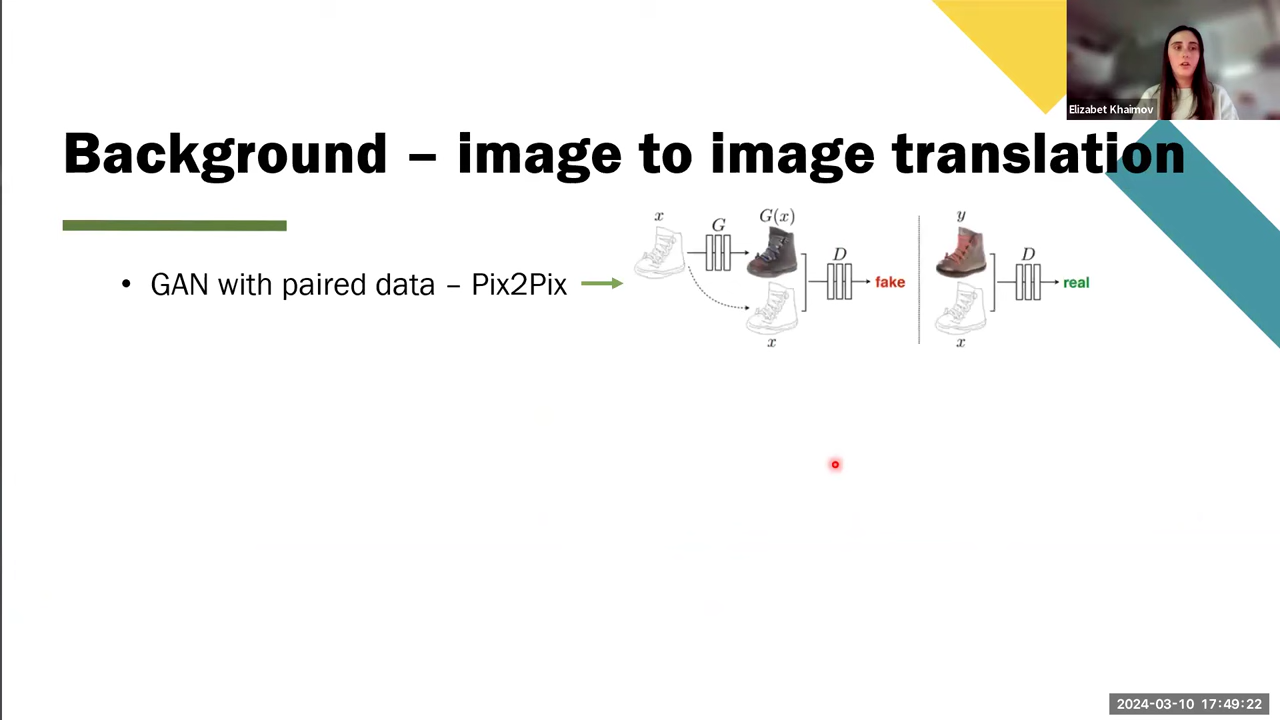 Elizabet Khaimov
Background – image to image translation
• GAN with paired data – Pix2Pix
x G G(x) D fake x
y D real x
2024-03-10 17:49:22